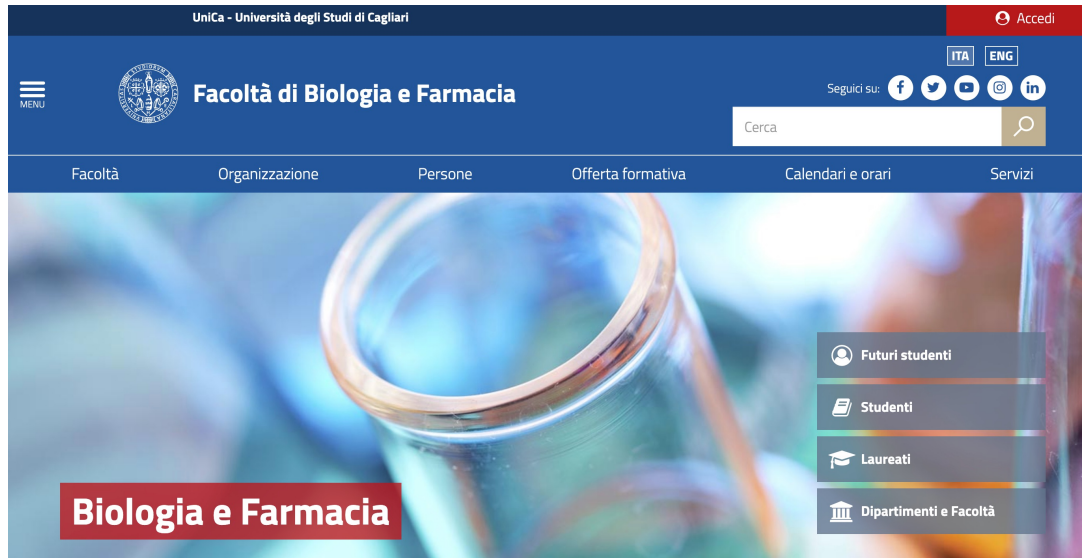 UniCa - Università degli Studi di Cagliari
Accedi
ITA ENG
MENU
Facoltà di Biologia e Farmacia
Seguici su:
Cerca
Facoltà Organizzazione Persone Offerta formativa Calendari e orari Servizi
Futuri studenti
Studenti
Laureati
Dipartimenti e Facoltà
Biologia e Farmacia